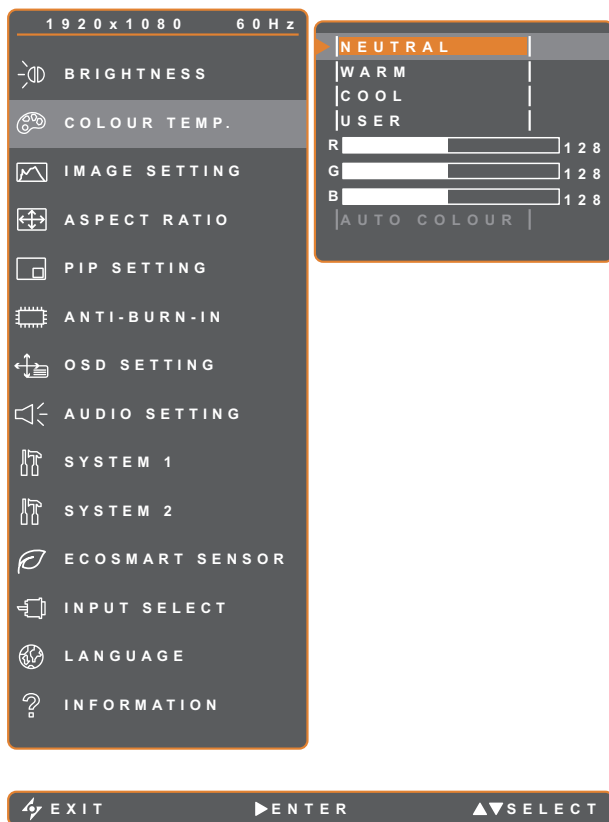 1920x1080 60Hz
BRIGHTNESS
COLOUR TEMP.
IMAGE SETTING
ASPECT RATIO
PIP SETTING
ANTI-BURN-IN
OSD SETTING
AUDIO SETTING
SYSTEM 1
SYSTEM 2
ECOSMART SENSOR
INPUT SELECT
LANGUAGE
INFORMATION
NEUTRAL
WARM
COOL
USER
R 128
G 128
B 128
AUTO COLOUR
EXIT ENTER SELECT